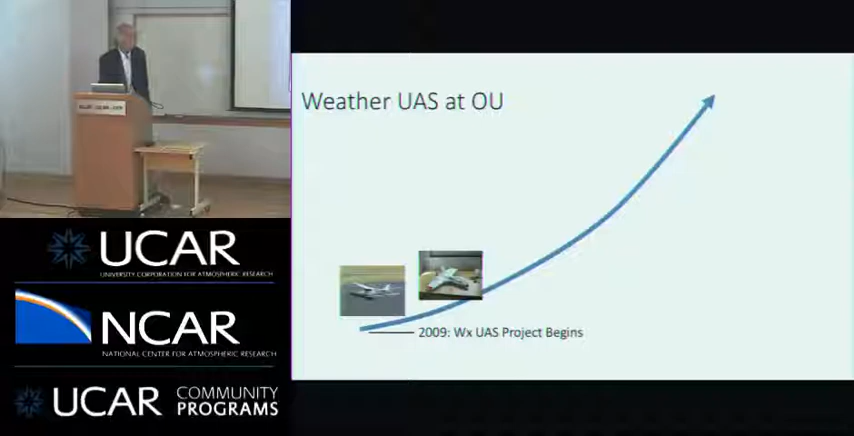 Weather UAS at OU
2009: Wx UAS Project Begins
UCAR
UNIVERSITY CORPORATION FOR ATMOSPHERIC RESEARCH
NCAR
NATIONAL CENTER FOR ATMOSPHERIC RESEARCH
UCAR
COMMUNITY
PROGRAMS